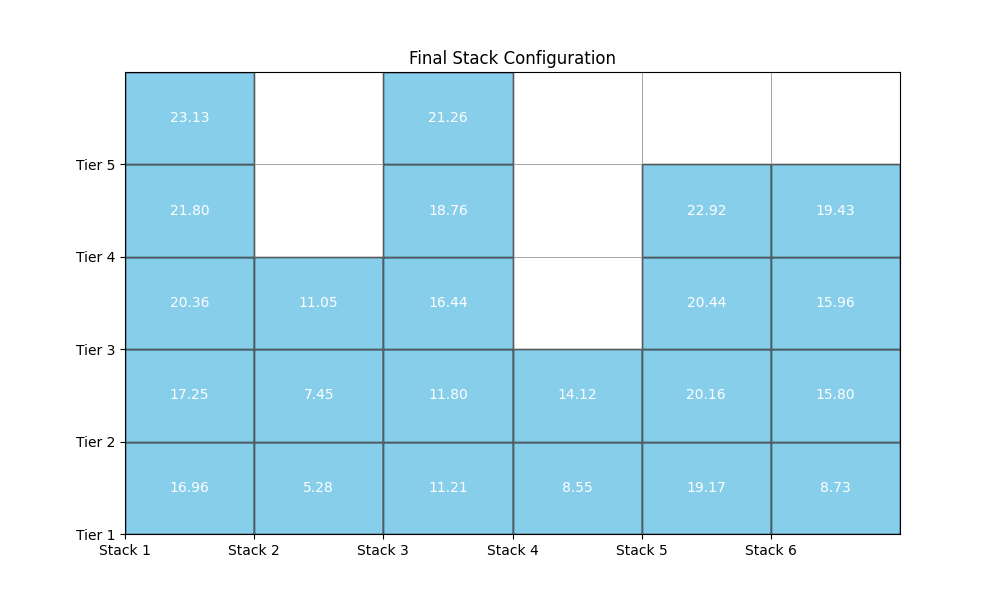 Final Stack Configuration
23.13 21.26
Tier 5
21.80 18.76 22.92 19.43
Tier 4
20.36 11.05 16.44 20.44 15.96
Tier 3
17.25 7.45 11.80 14.12 20.16 15.80
Tier 2
16.96 5.28 11.21 8.55 19.17 8.73
Tier 1
Stack 1 Stack 2 Stack 3 Stack 4 Stack 5 Stack 6